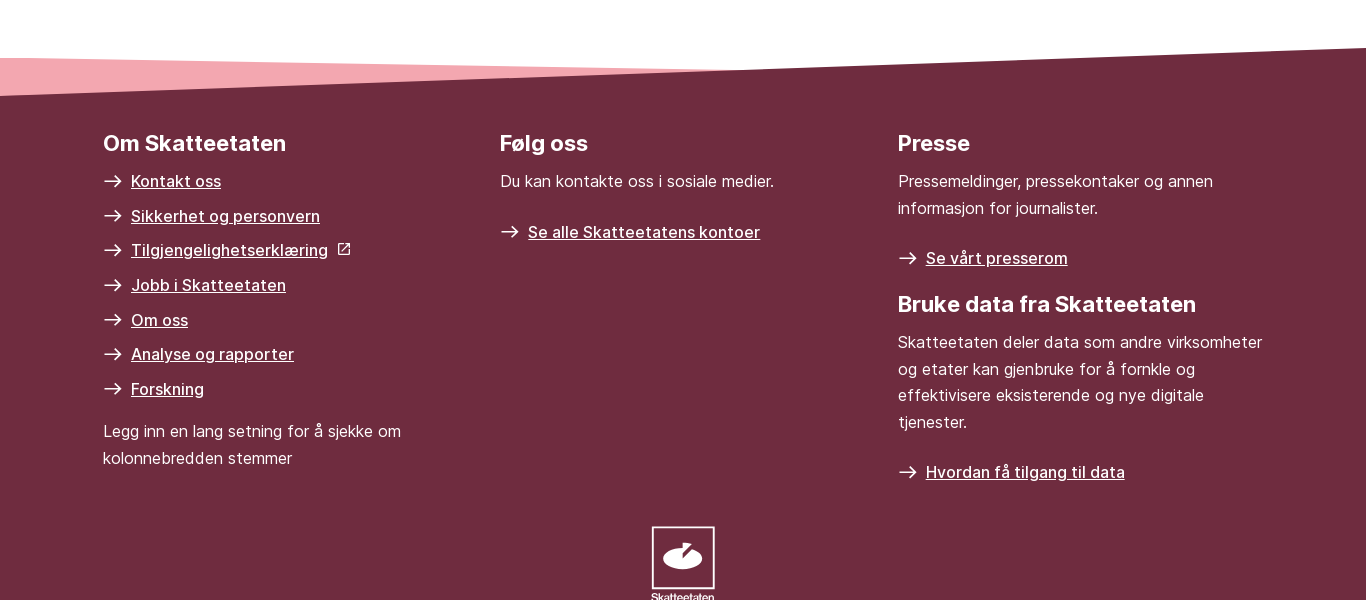 Om Skatteetaten
Kontakt oss
Sikkerhet og personvern
Tilgjengelighetserklæring
Jobb i Skatteetaten
Om oss
Analyse og rapporter
Forskning
Legg inn en lang setning for å sjekke om
kolonnebredden stemmer
Følg oss
Du kan kontakte oss i sosiale medier.
Se alle Skatteetatens kontoer
Presse
Pressemeldinger, pressekontaker og annen
informasjon for journalister.
Se vårt presserom
Bruke data fra Skatteetaten
Skatteetaten deler data som andre virksomheter
og etater kan gjenbruke for å fornkle og
effektivisere eksisterende og nye digitale
tjenester.
Hvordan få tilgang til data
Skatteetaten